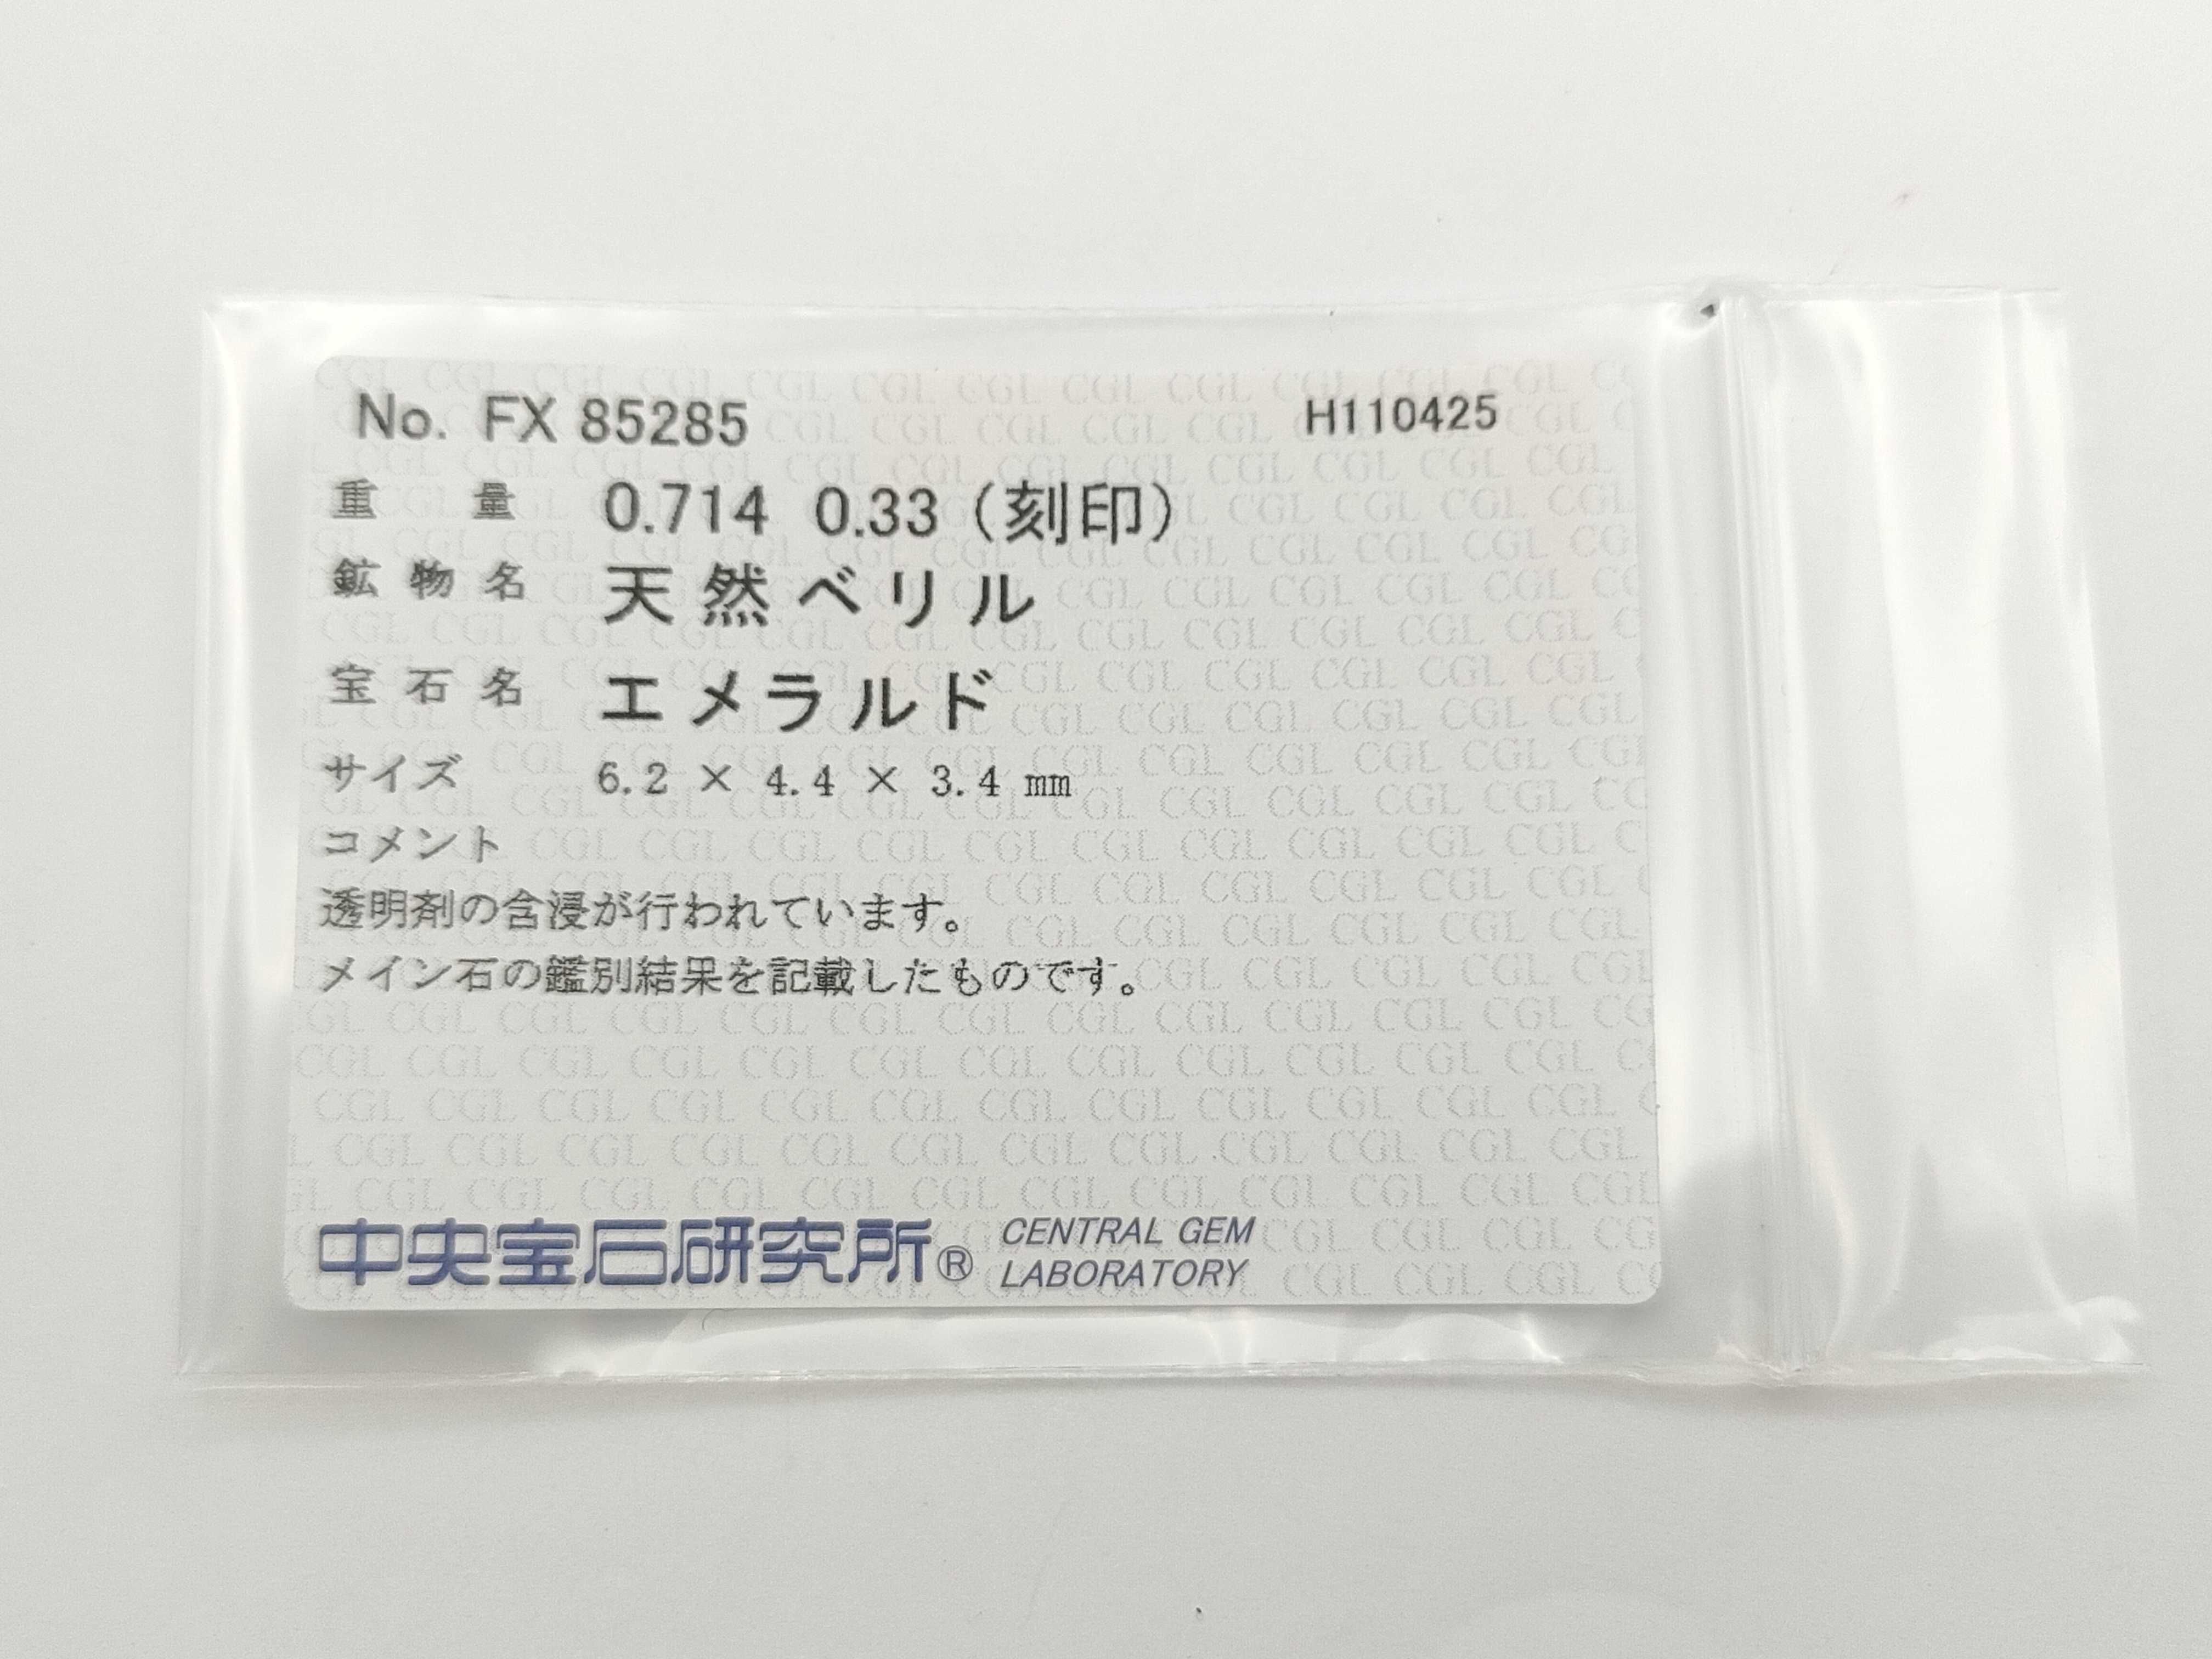 No. FX 85285 H110425
重量 0.714 0.33（刻印）
鉱物名 天然ベリル
宝石名 エメラルド
サイズ 6.2 × 4.4 × 3.4 ㎜
コメント
透明剤の含浸が行われています。
メイン石の鑑別結果を記載したものです。
中央宝石研究所® CENTRAL GEM
LABORATORY